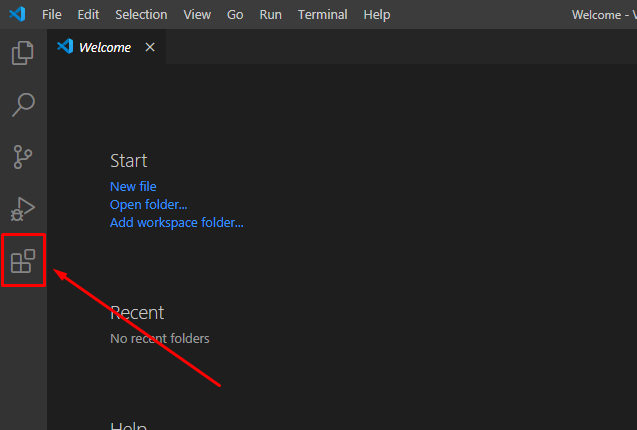 File Edit Selection View Go Run Terminal Help Welcome -
Welcome
Start
New file
Open folder...
Add workspace folder...
Recent
No recent folders
Help